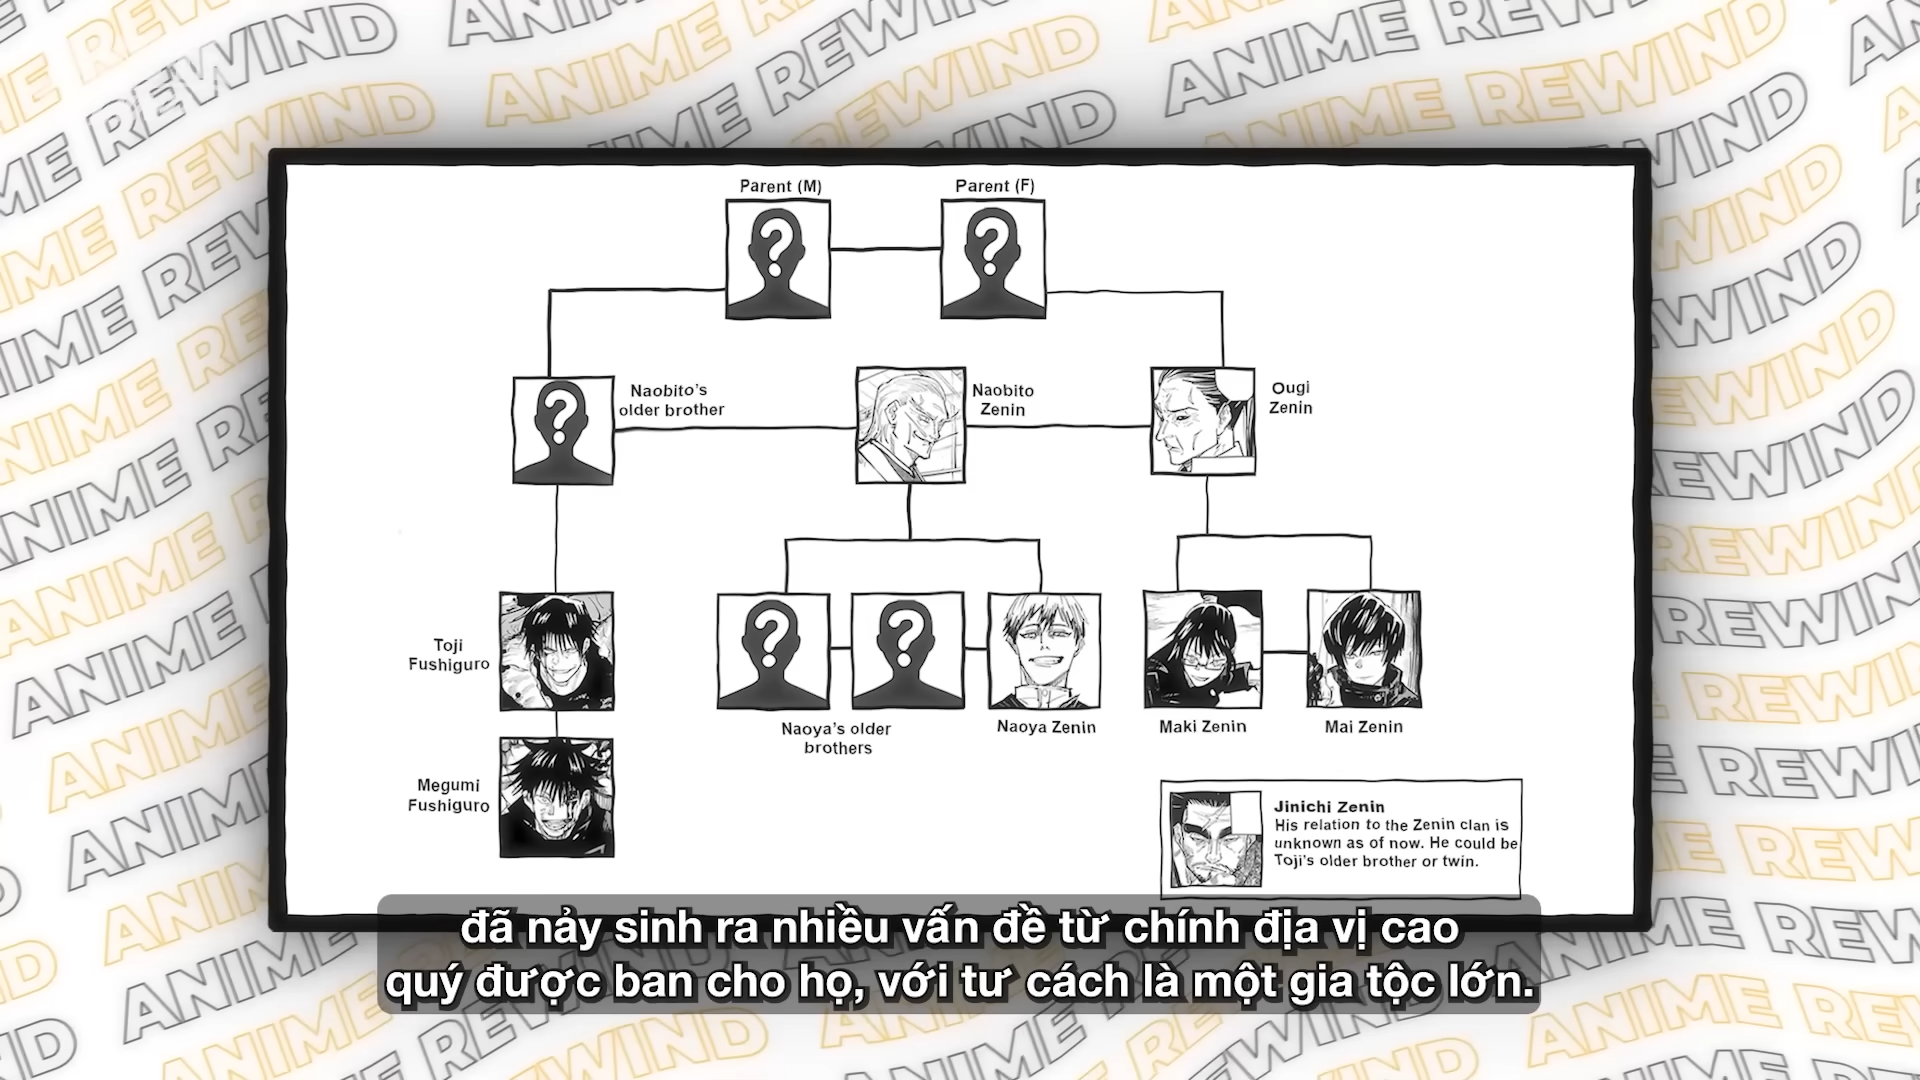 ANIME REWIND
Parent (M)
Parent (F)
Naobito's
older brother
Naobito
Zenin
Ougi
Zenin
Toji
Fushiguro
Naoya's older
brothers
Naoya Zenin
Maki Zenin
Mai Zenin
Megumi
Fushiguro
Jinichi Zenin
His relation to the Zenin clan is
unknown as of now. He could be
Toji's older brother or twin.
đã nảy sinh ra nhiều vấn đề từ chính địa vị cao
quý được ban cho họ, với tư cách là một gia tộc lớn.